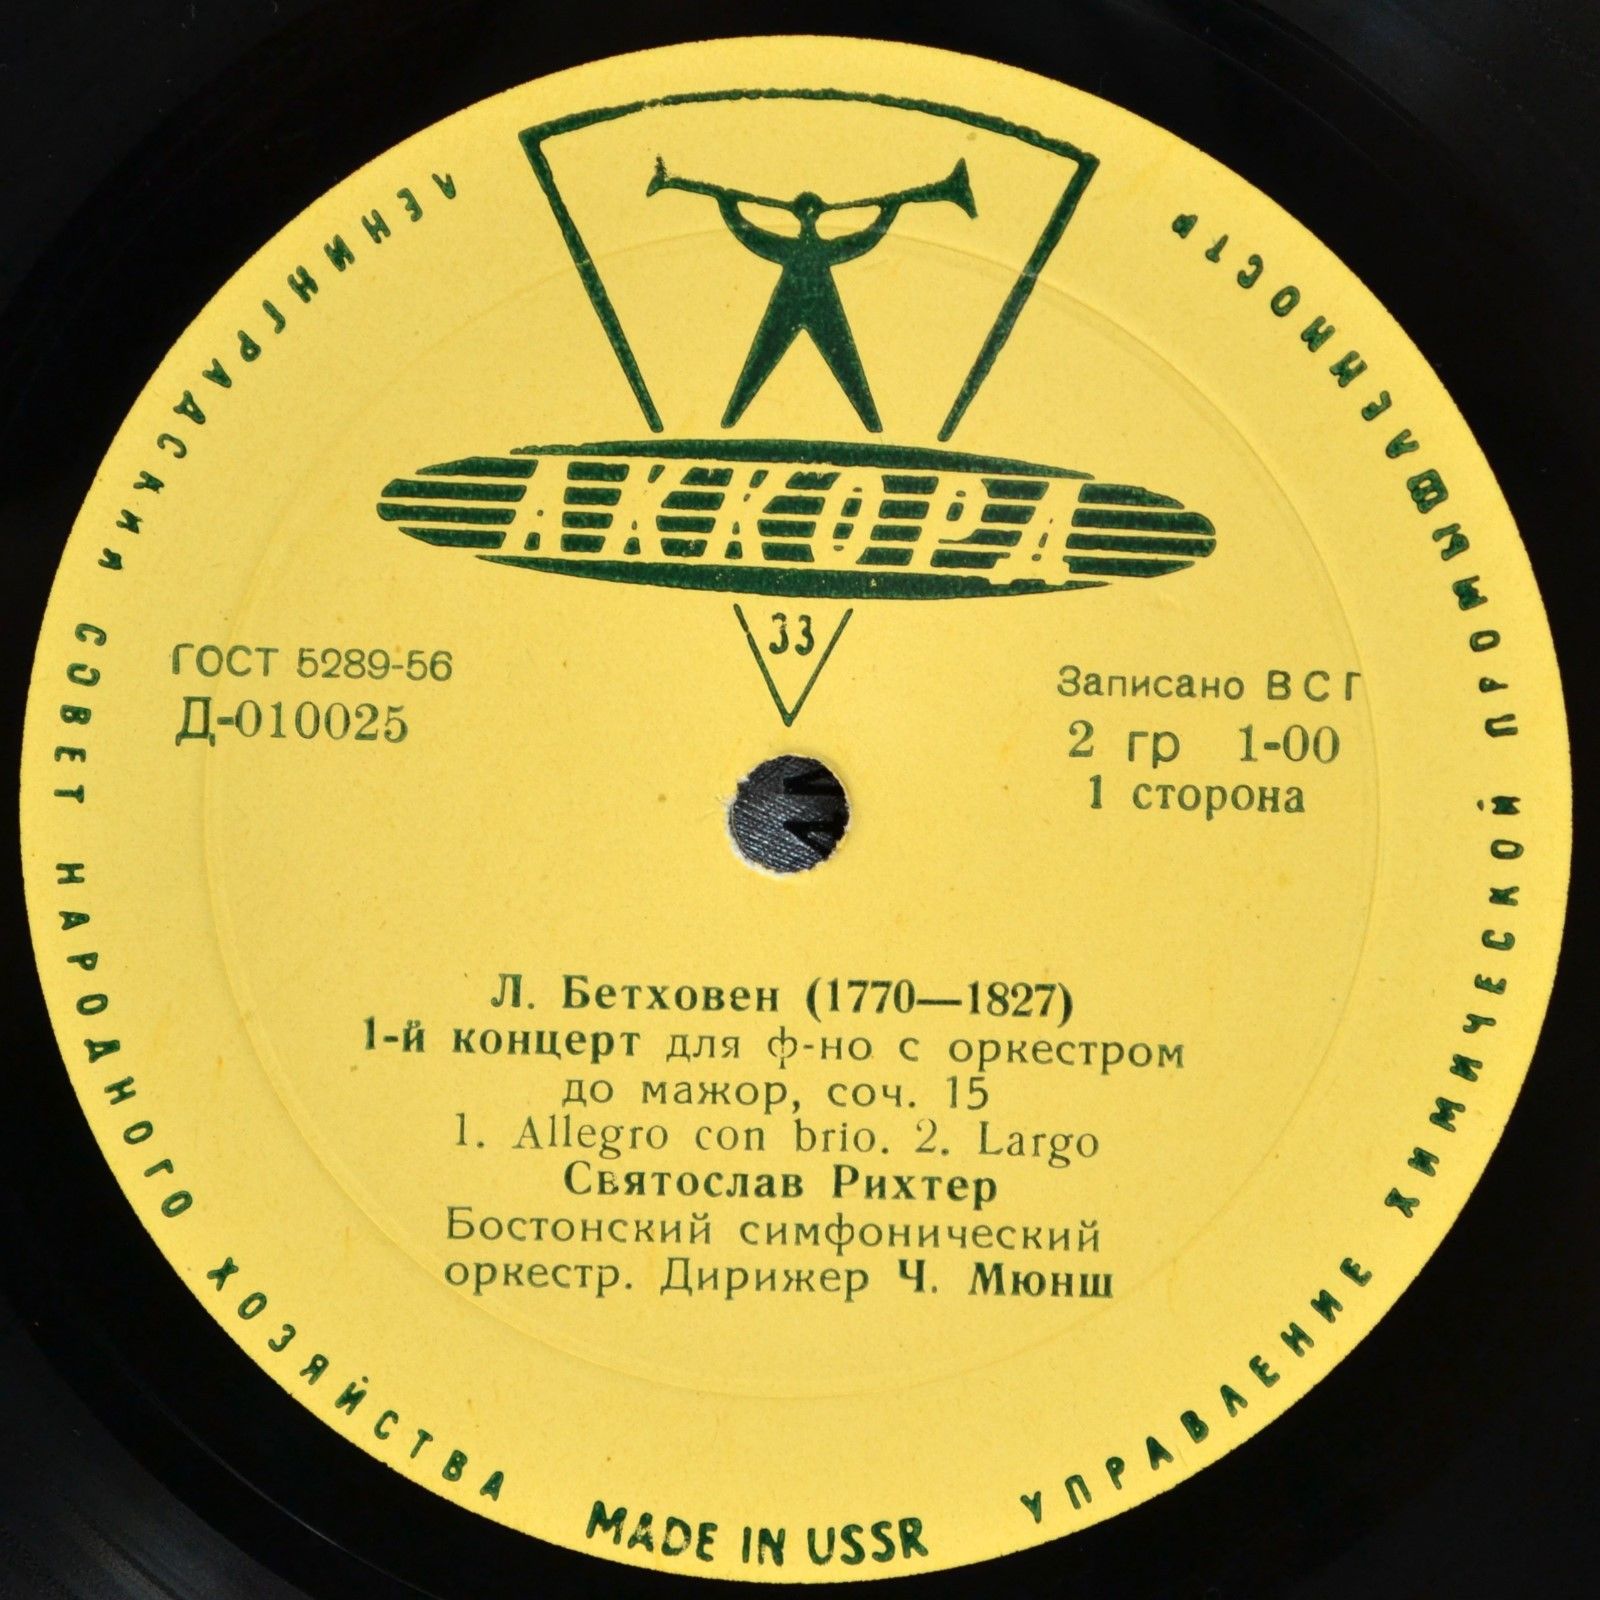 ЛЕНИНГРАДСКИЙ СОВЕТ НАРОДНОГО ХОЗЯЙСТВА
УПРАВЛЕНИЕ ХИМИЧЕСКОЙ ПРОМЫШЛЕННОСТИ
АККОРД
33
ГОСТ 5289-56
Д-010025
Записано ВСГ
2 гр 1-00
1 сторона
Л. Бетховен (1770—1827)
1-й концерт для ф-но с оркестром
до мажор, соч. 15
1. Allegro con brio. 2. Largo
Святослав Рихтер
Бостонский симфонический
оркестр. Дирижер Ч. Мюнш
MADE IN USSR